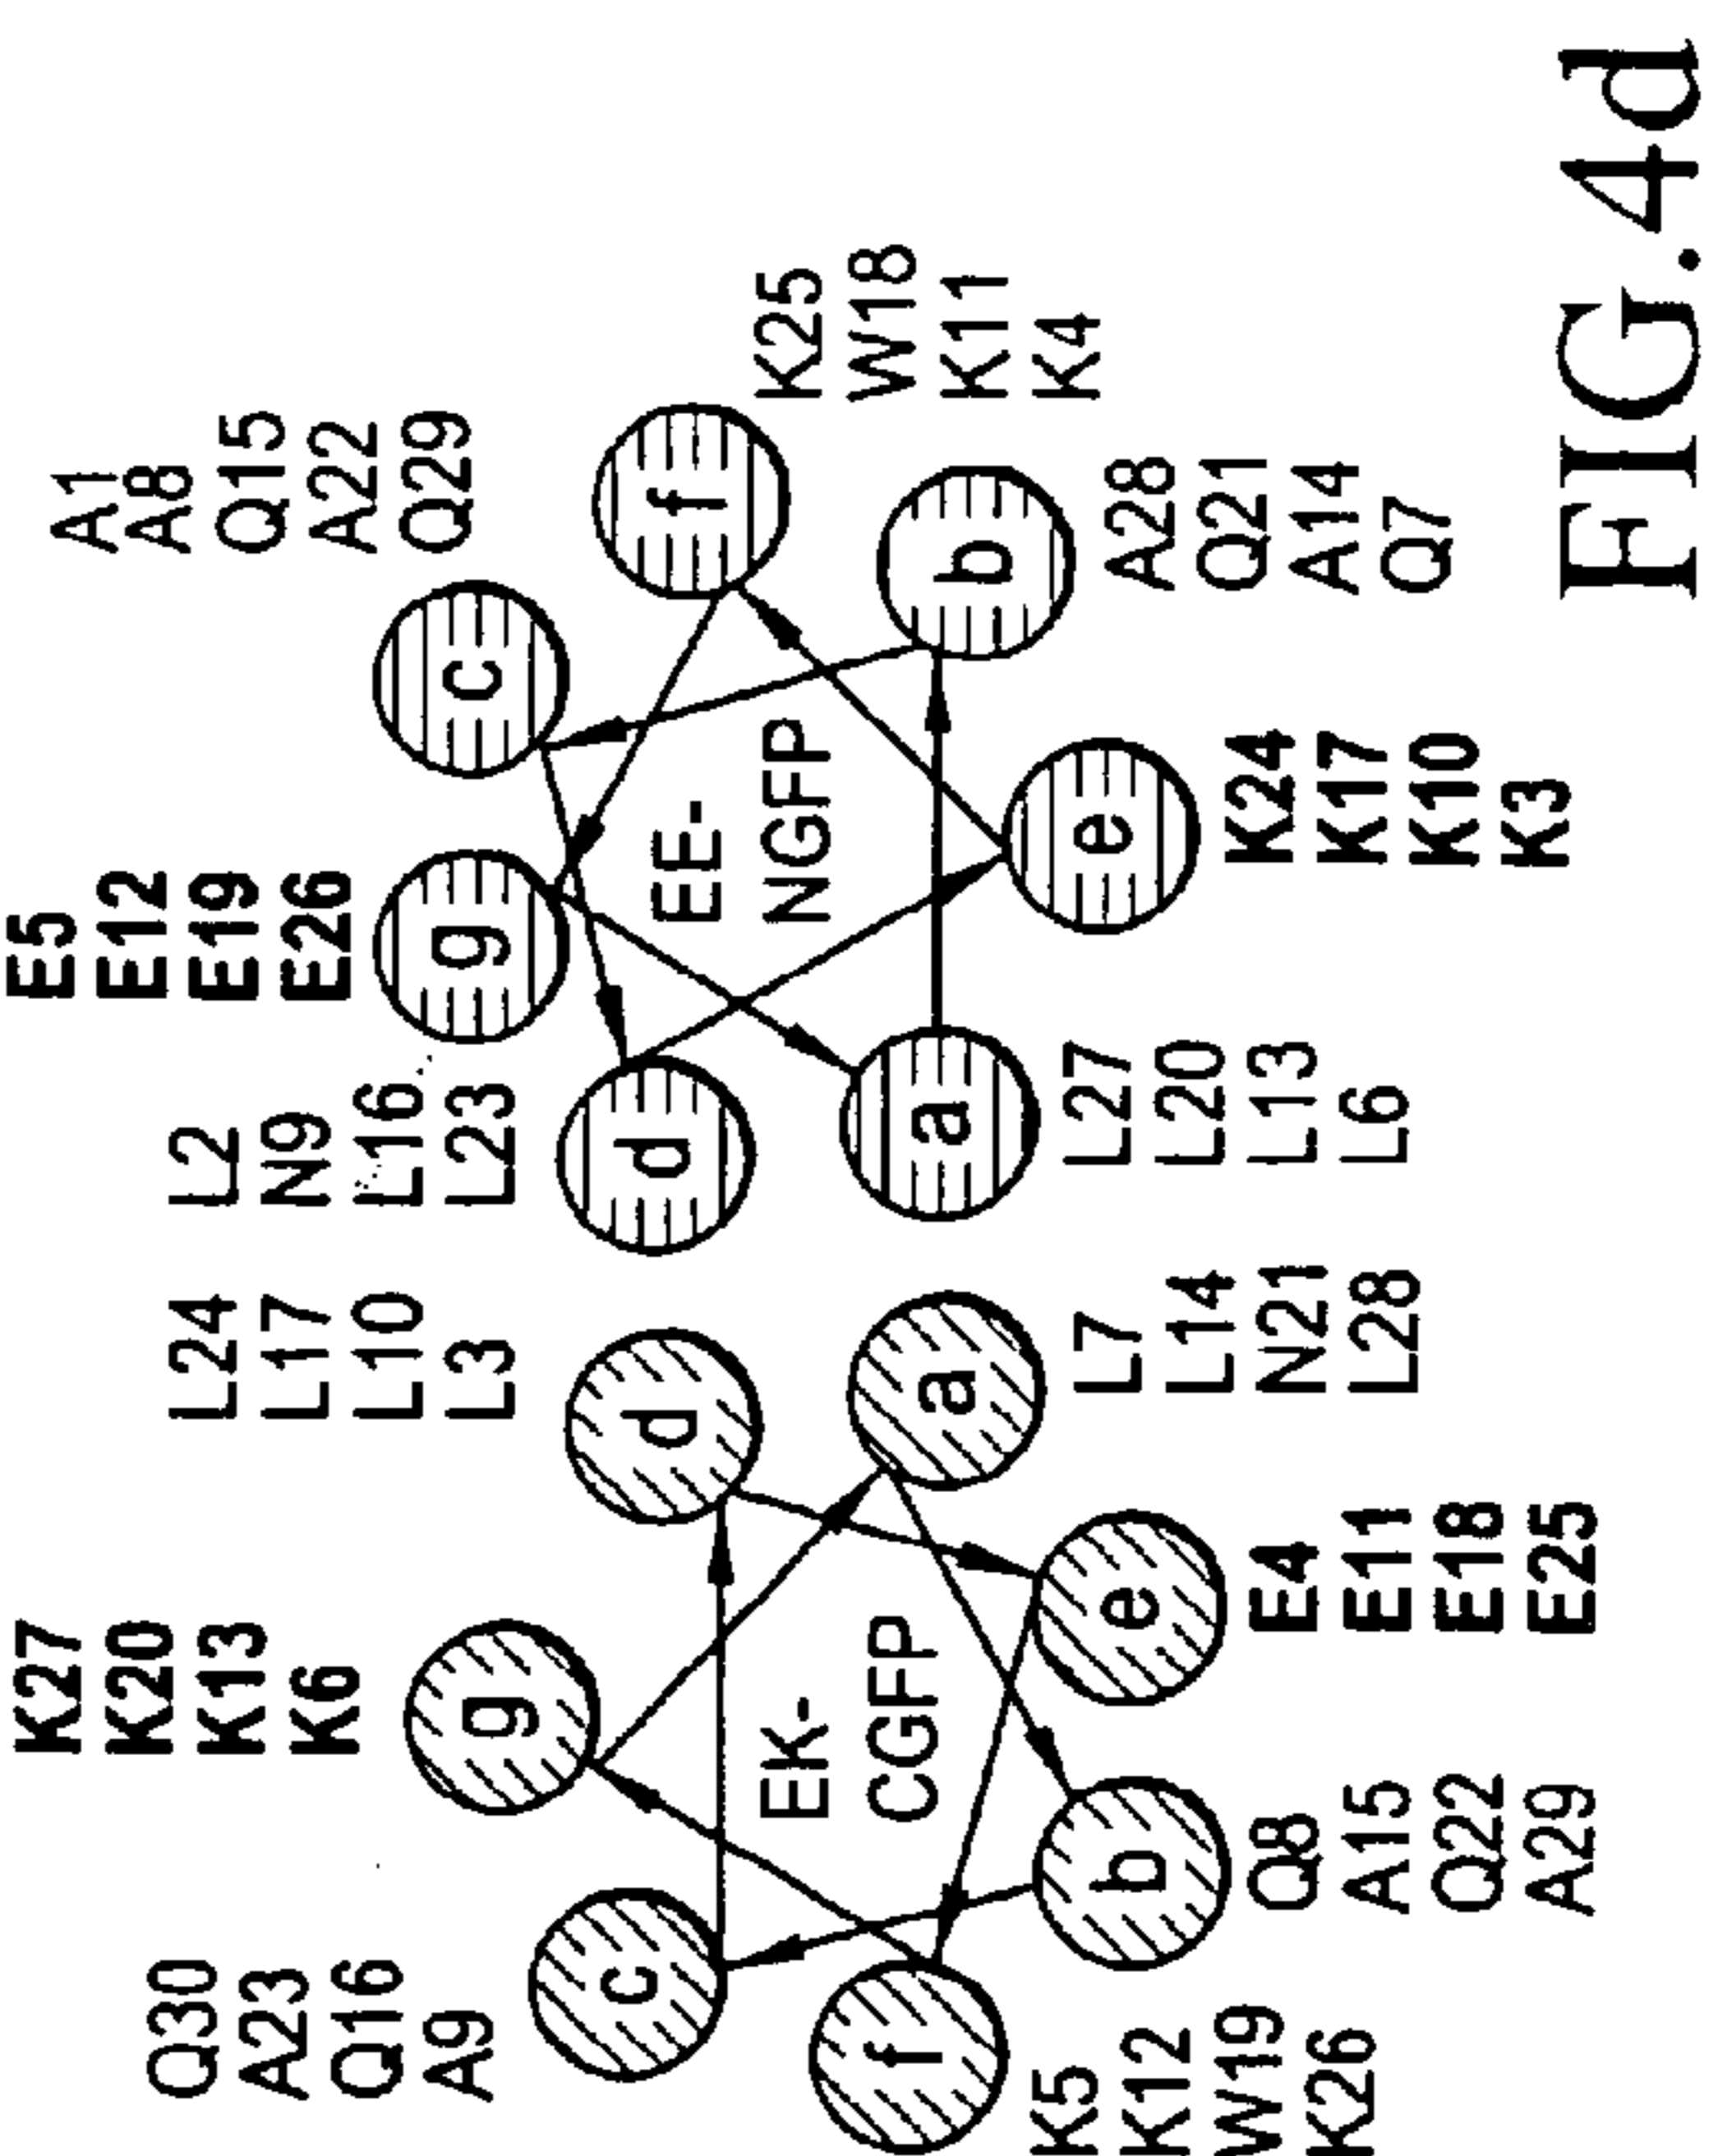 K27
K20
K13
K6
Q30
A23
Q16
A9
L24
L17
L10
L3
g
c
d
EK-
CGFP
f
a
K5
K12
W19
K26
L7
L14
N21
L28
b
e
Q8
A15
Q22
A29
E4
E11
E18
E25
E5
E12
E19
E26
A1
A8
Q15
A22
Q29
L2
N9
L16
L23
g
c
d
f
EE-
NGFP
K25
W18
K11
K4
a
b
e
L27
L20
L13
L6
A28
Q21
A14
Q7
K24
K17
K10
K3
FIG.4d